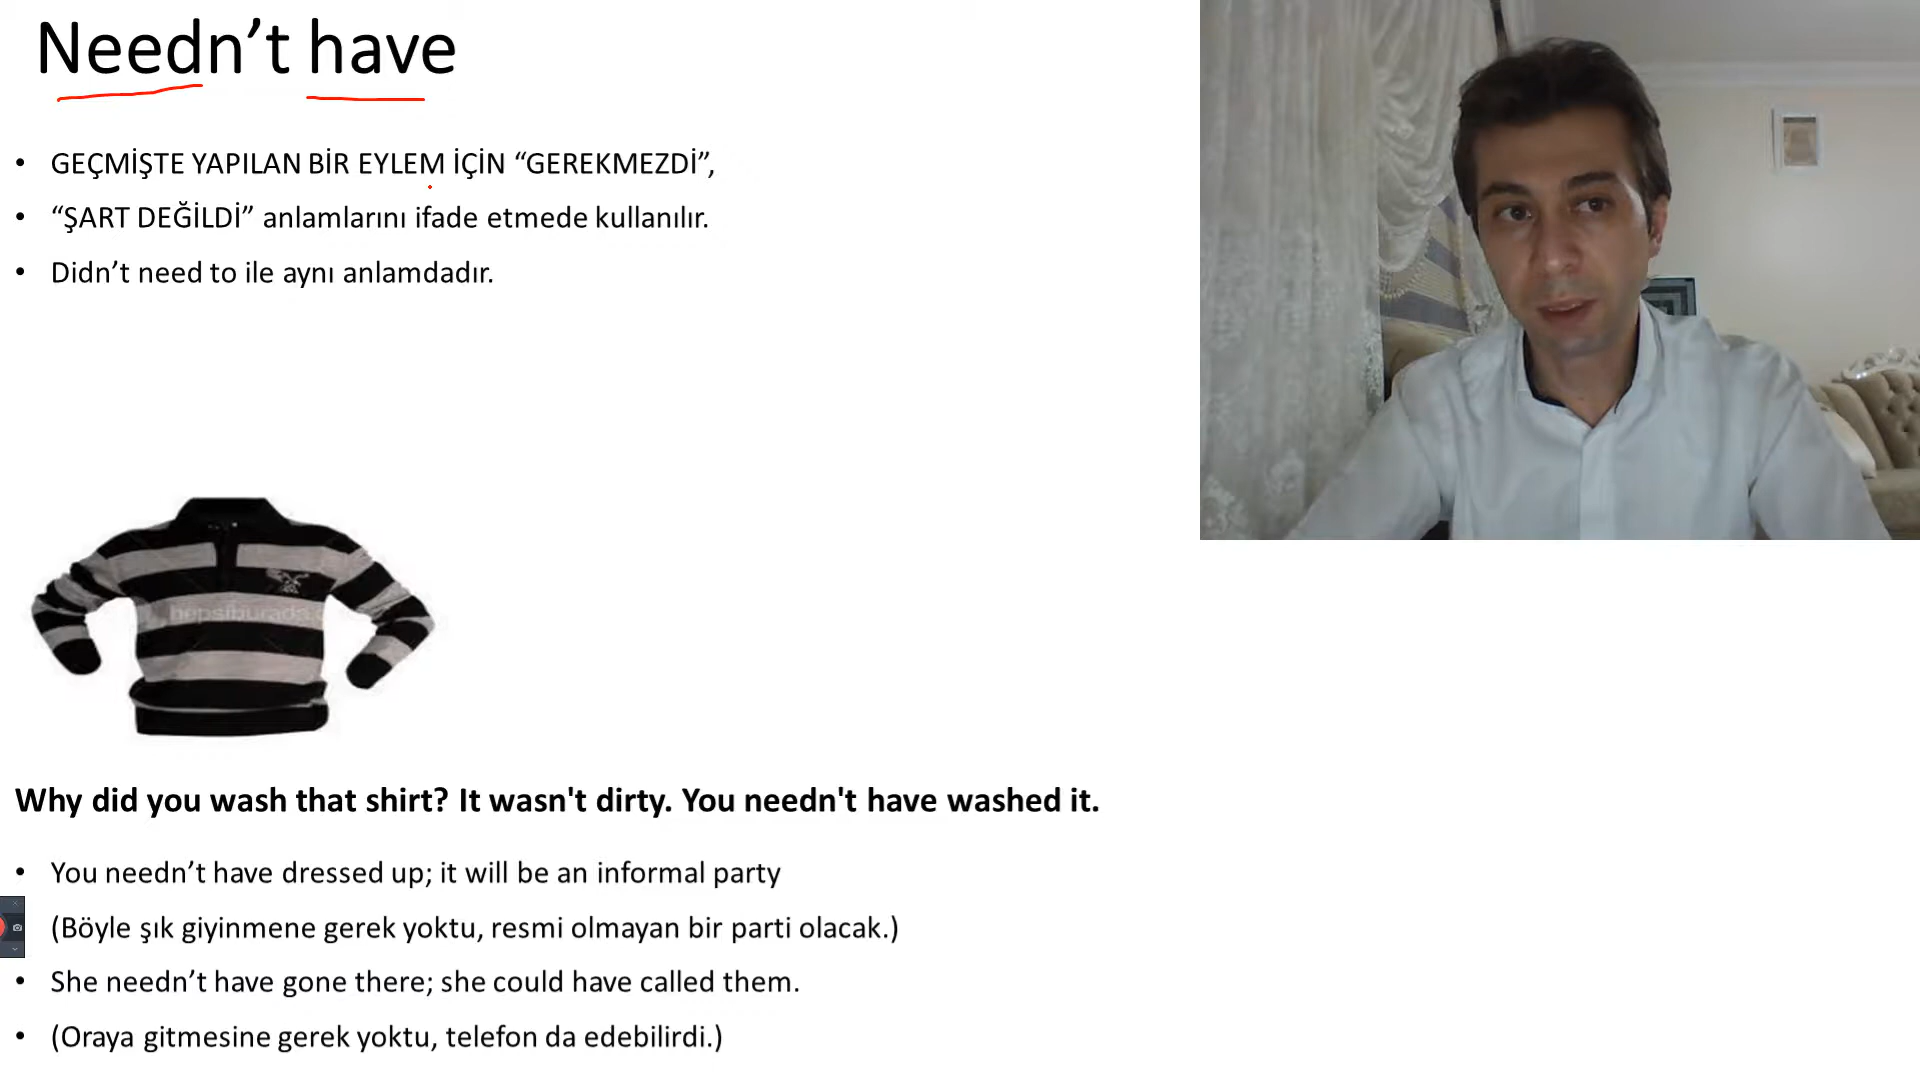 Needn’t have
• GEÇMİŞTE YAPILAN BİR EYLEM İÇİN “GEREKMEZDİ”,
• “ŞART DEĞİLDİ” anlamlarını ifade etmede kullanılır.
• Didn’t need to ile aynı anlamdadır.
hepsiburada
Why did you wash that shirt? It wasn't dirty. You needn't have washed it.
• You needn’t have dressed up; it will be an informal party
(Böyle şık giyinmene gerek yoktu, resmi olmayan bir parti olacak.)
• She needn’t have gone there; she could have called them.
• (Oraya gitmesine gerek yoktu, telefon da edebilirdi.)